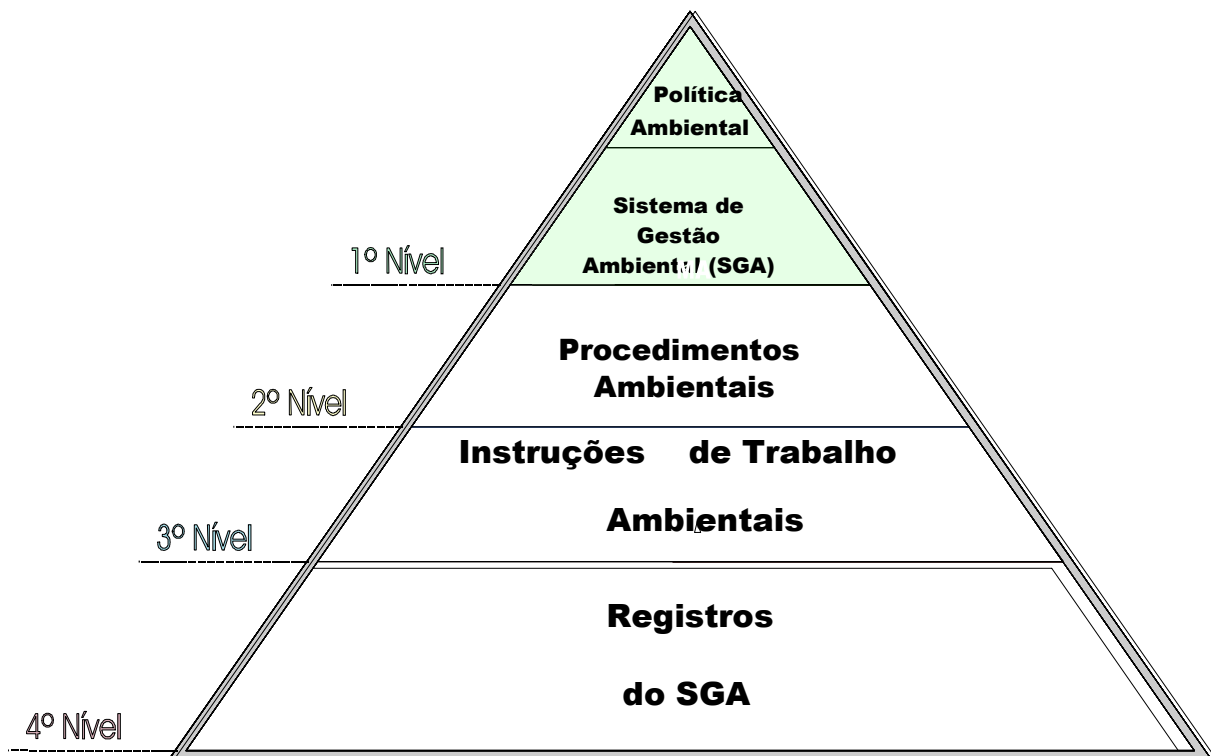 Política
Ambiental
Sistema de
Gestão
Ambiental (SGA)
1º Nível
Procedimentos
Ambientais
2º Nível
Instruções de Trabalho
Ambientais
3º Nível
Registros
do SGA
4º Nível